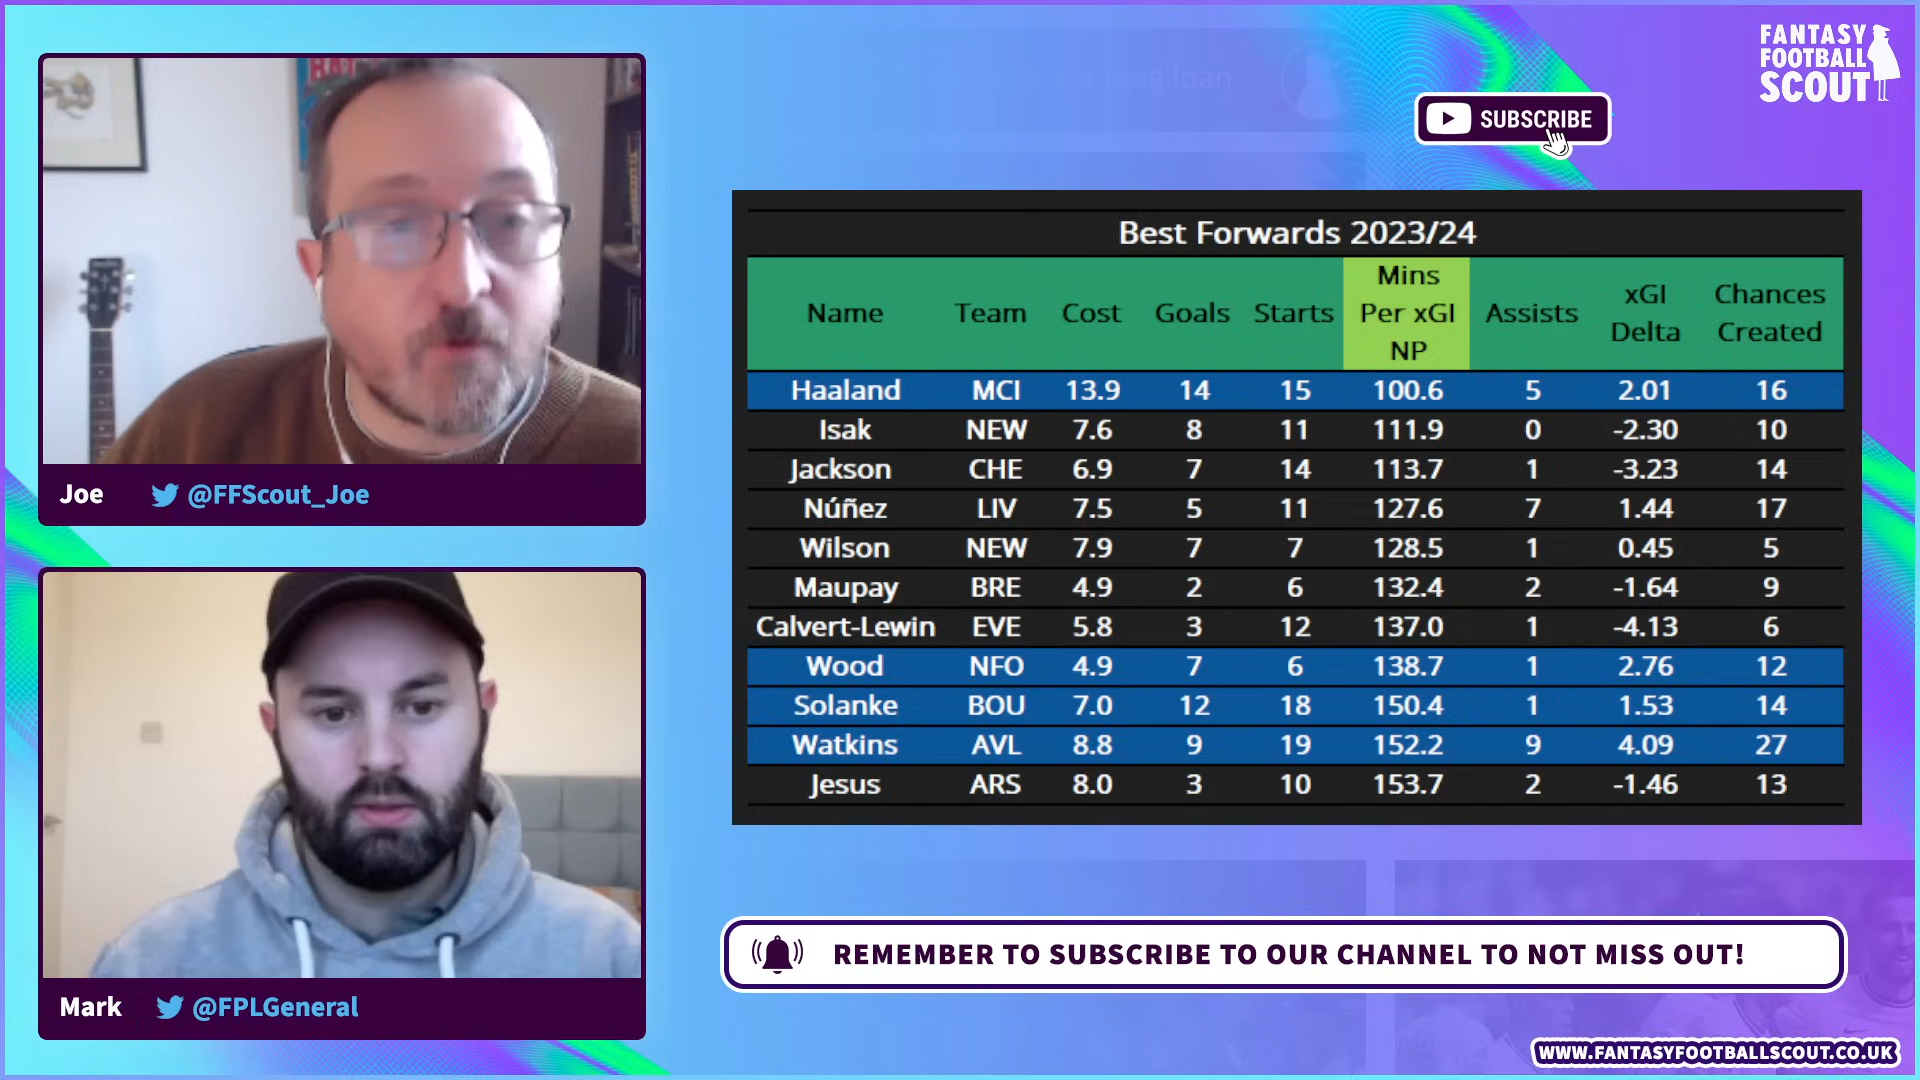 FANTASY
FOOTBALL
SCOUT
SUBSCRIBE
Joe @FFScout_Joe
Mark @FPLGeneral
Best Forwards 2023/24
Name Team Cost Goals Starts Mins Per xGI NP Assists xGI Delta Chances Created
Haaland MCI 13.9 14 15 100.6 5 2.01 16
Isak NEW 7.6 8 11 111.9 0 -2.30 10
Jackson CHE 6.9 7 14 113.7 1 -3.23 14
Núñez LIV 7.5 5 11 127.6 7 1.44 17
Wilson NEW 7.9 7 7 128.5 1 0.45 5
Maupay BRE 4.9 2 6 132.4 2 -1.64 9
Calvert-Lewin EVE 5.8 3 12 137.0 1 -4.13 6
Wood NFO 4.9 7 6 138.7 1 2.76 12
Solanke BOU 7.0 12 18 150.4 1 1.53 14
Watkins AVL 8.8 9 19 152.2 9 4.09 27
Jesus ARS 8.0 3 10 153.7 2 -1.46 13
REMEMBER TO SUBSCRIBE TO OUR CHANNEL TO NOT MISS OUT!
WWW.FANTASYFOOTBALLSCOUT.CO.UK